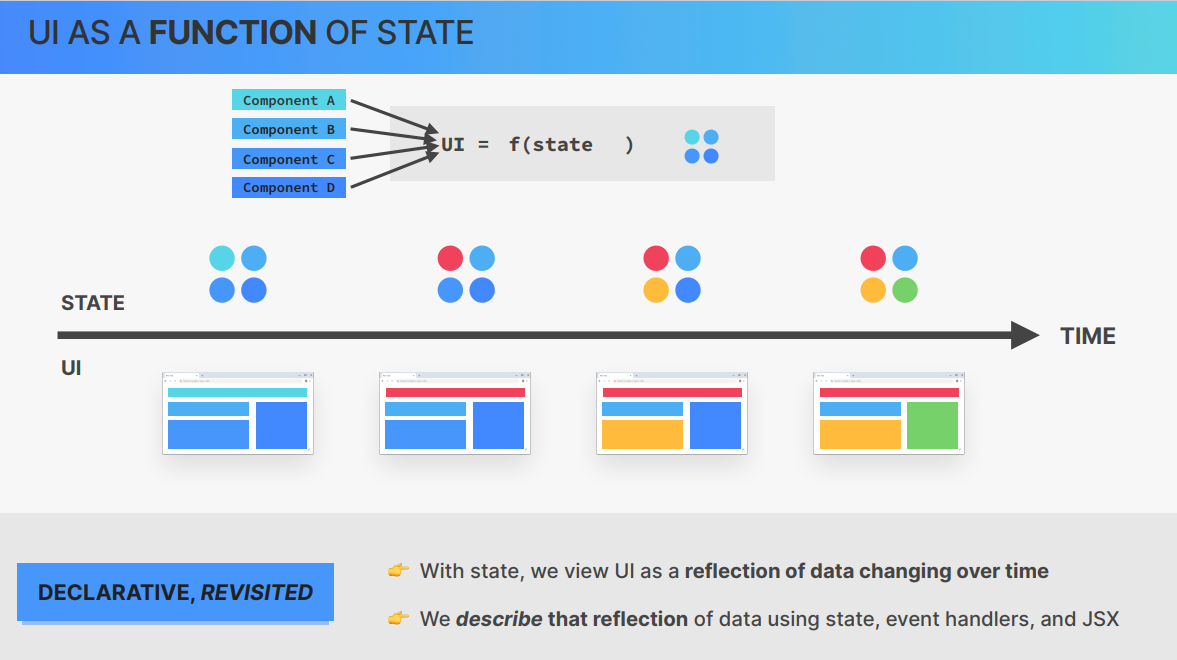 UI AS A FUNCTION OF STATE
Component A
Component B
Component C
Component D
UI = f(state )
STATE
TIME
UI
DECLARATIVE, REVISITED
👉 With state, we view UI as a reflection of data changing over time
👉 We describe that reflection of data using state, event handlers, and JSX